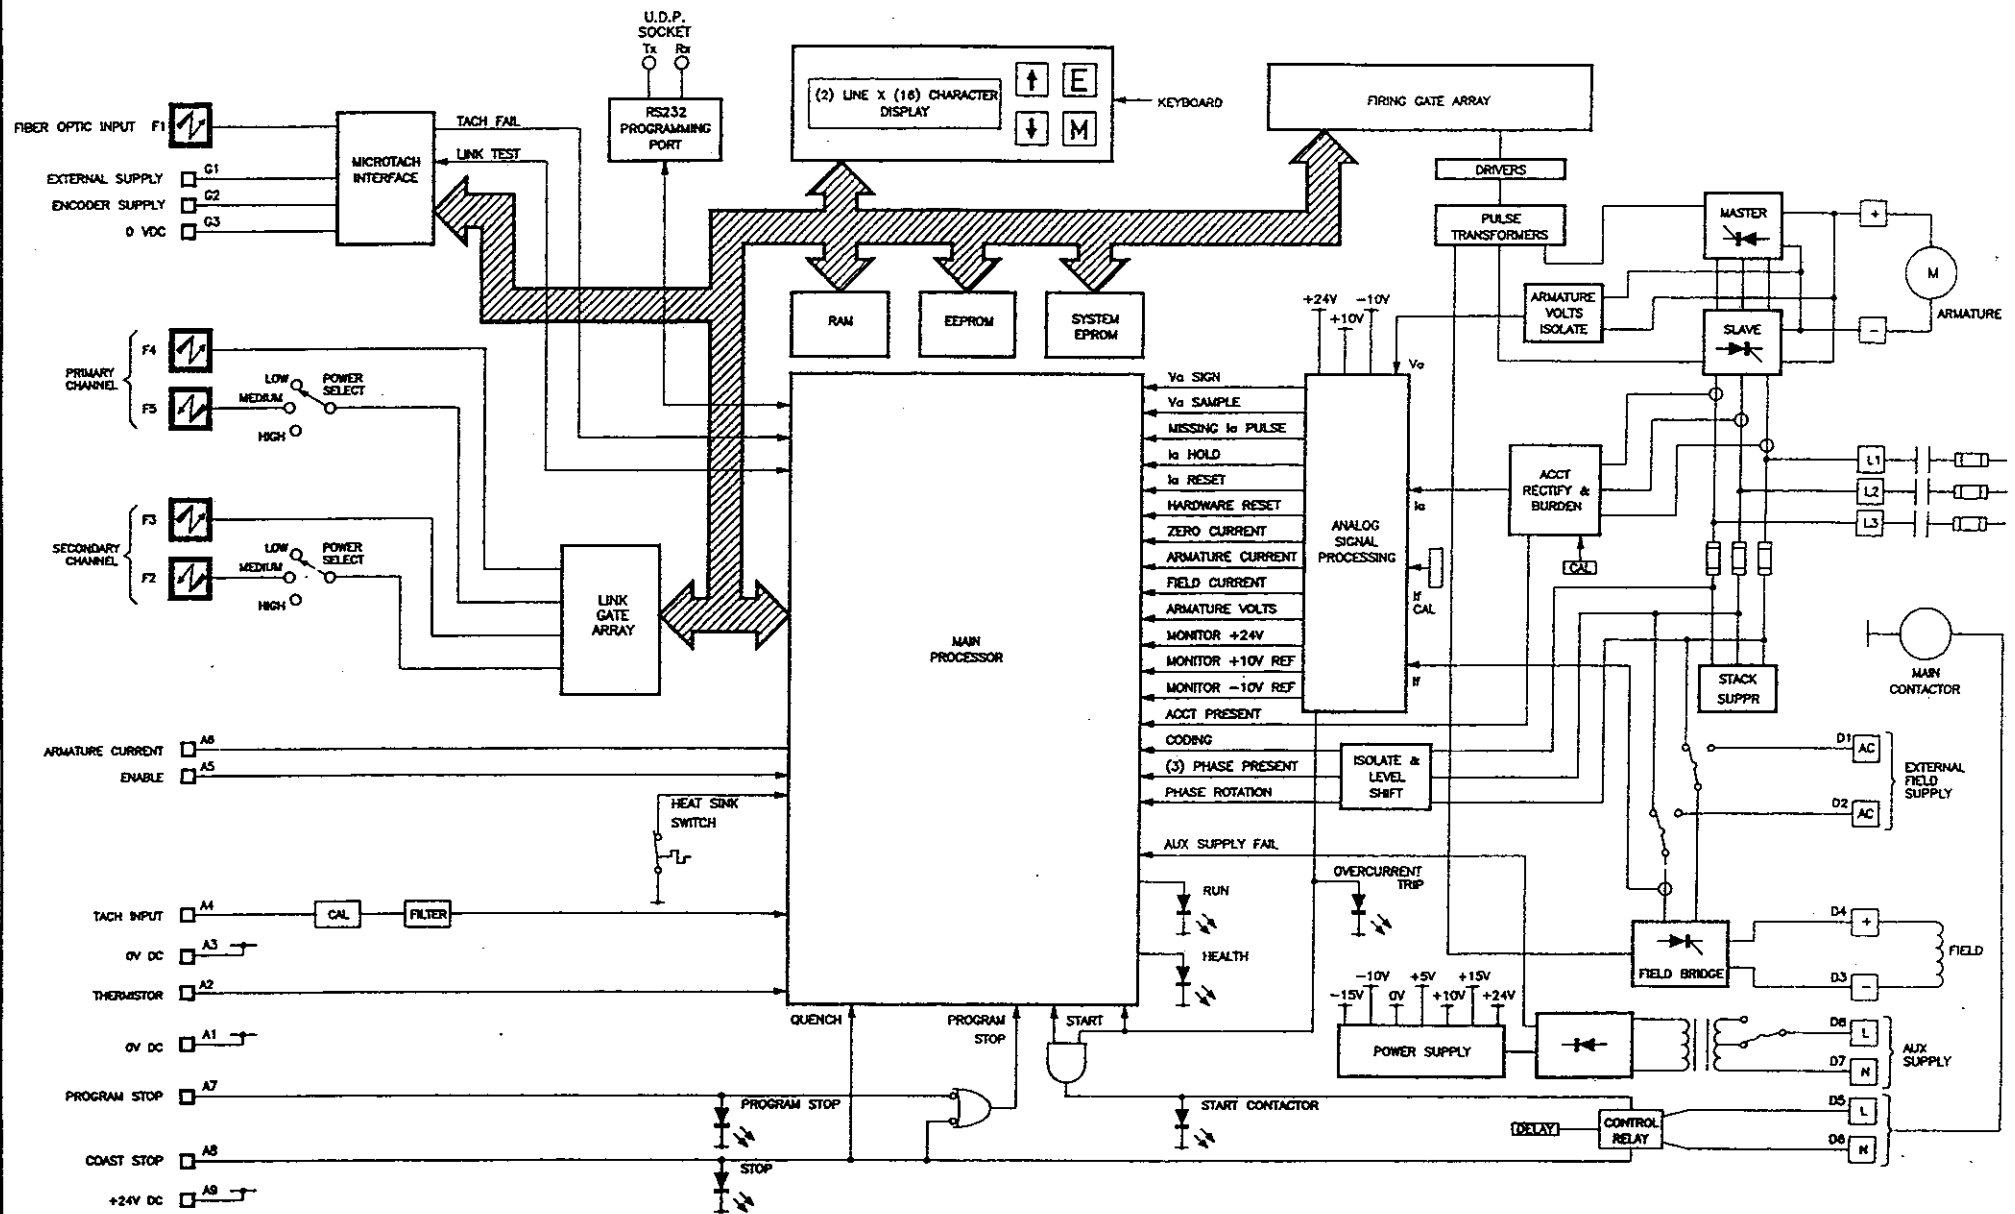 U.D.P.
SOCKET
Tx Rx
RS232
PROGRAMMING
PORT
(2) LINE X (16) CHARACTER
DISPLAY
E
M
KEYBOARD
FIRING GATE ARRAY
DRIVERS
PULSE
TRANSFORMERS
FIBER OPTIC INPUT F1
EXTERNAL SUPPLY G1
ENCODER SUPPLY G2
0 VDC G3
MICROTACH
INTERFACE
TACH FAIL
LINK TEST
RAM
EEPROM
SYSTEM
EPROM
MASTER
SLAVE
+
-
M
ARMATURE
ARMATURE
VOLTS
ISOLATE
+24V -10V
+10V
Va
PRIMARY
CHANNEL
F4
F5
LOW
MEDIUM
HIGH
POWER
SELECT
SECONDARY
CHANNEL
F3
F2
LOW
MEDIUM
HIGH
POWER
SELECT
LINK
GATE
ARRAY
MAIN
PROCESSOR
Va SIGN
Va SAMPLE
MISSING Ia PULSE
Ia HOLD
Ia RESET
HARDWARE RESET
ZERO CURRENT
ARMATURE CURRENT
FIELD CURRENT
ARMATURE VOLTS
MONITOR +24V
MONITOR +10V REF
MONITOR -10V REF
ACCT PRESENT
CODING
(3) PHASE PRESENT
PHASE ROTATION
AUX SUPPLY FAIL
ANALOG
SIGNAL
PROCESSING
Ia
If
CAL
If
ACCT
RECTIFY &
BURDEN
CAL
L1
L2
L3
STACK
SUPPR
MAIN
CONTACTOR
ISOLATE &
LEVEL
SHIFT
D1 AC
D2 AC
EXTERNAL
FIELD
SUPPLY
ARMATURE CURRENT A6
ENABLE A5
HEAT SINK
SWITCH
TACH INPUT A4
CAL
FILTER
0V DC A3
THERMISTOR A2
0V DC A1
PROGRAM STOP A7
COAST STOP A8
+24V DC A9
RUN
HEALTH
OVERCURRENT
TRIP
FIELD BRIDGE
D4 +
D3 -
FIELD
QUENCH
PROGRAM
STOP
START
-15V -10V 0V +5V +10V +15V +24V
POWER SUPPLY
D8 L
D7 N
AUX
SUPPLY
PROGRAM STOP
STOP
START CONTACTOR
DELAY
CONTROL
RELAY
D5 L
D6 N